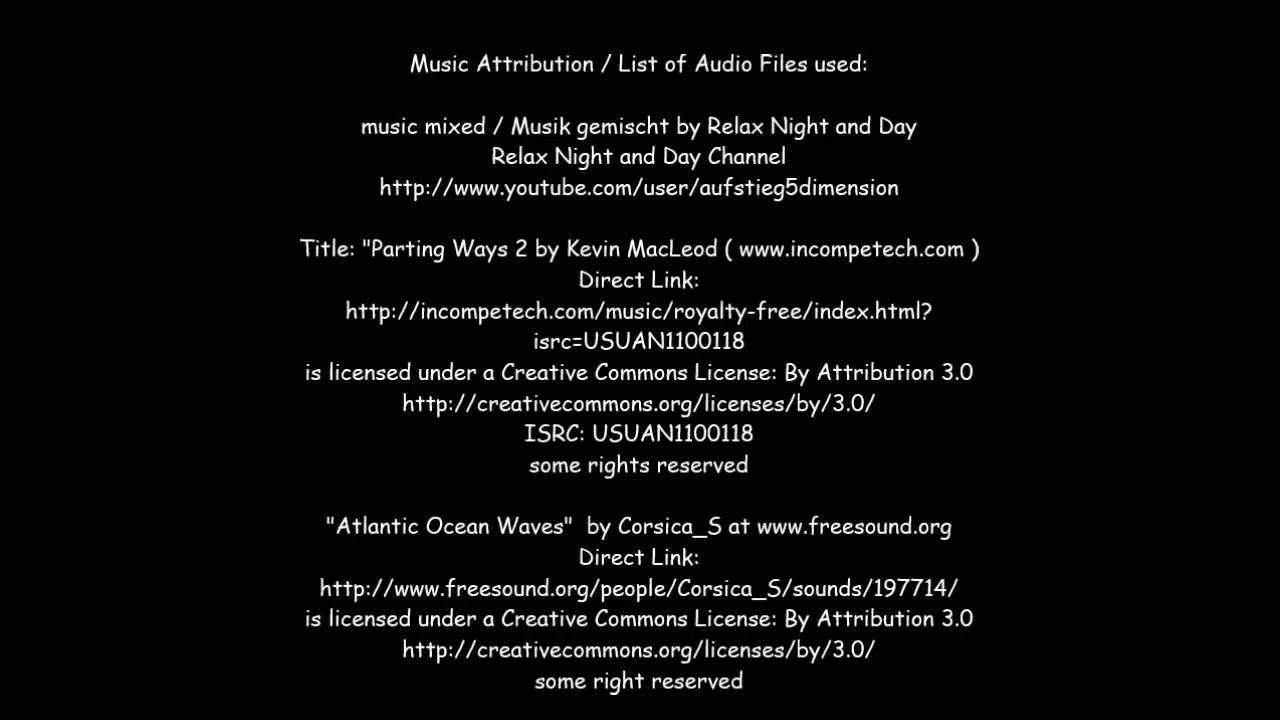 Music Attribution / List of Audio Files used:
music mixed / Musik gemischt by Relax Night and Day
Relax Night and Day Channel
http://www.youtube.com/user/aufstieg5dimension
Title: "Parting Ways 2 by Kevin MacLeod ( www.incompetech.com )
Direct Link:
http://incompetech.com/music/royalty-free/index.html?
isrc=USUAN1100118
is licensed under a Creative Commons License: By Attribution 3.0
http://creativecommons.org/licenses/by/3.0/
ISRC: USUAN1100118
some rights reserved
"Atlantic Ocean Waves"  by Corsica_S at www.freesound.org
Direct Link:
http://www.freesound.org/people/Corsica_S/sounds/197714/
is licensed under a Creative Commons License: By Attribution 3.0
http://creativecommons.org/licenses/by/3.0/
some right reserved